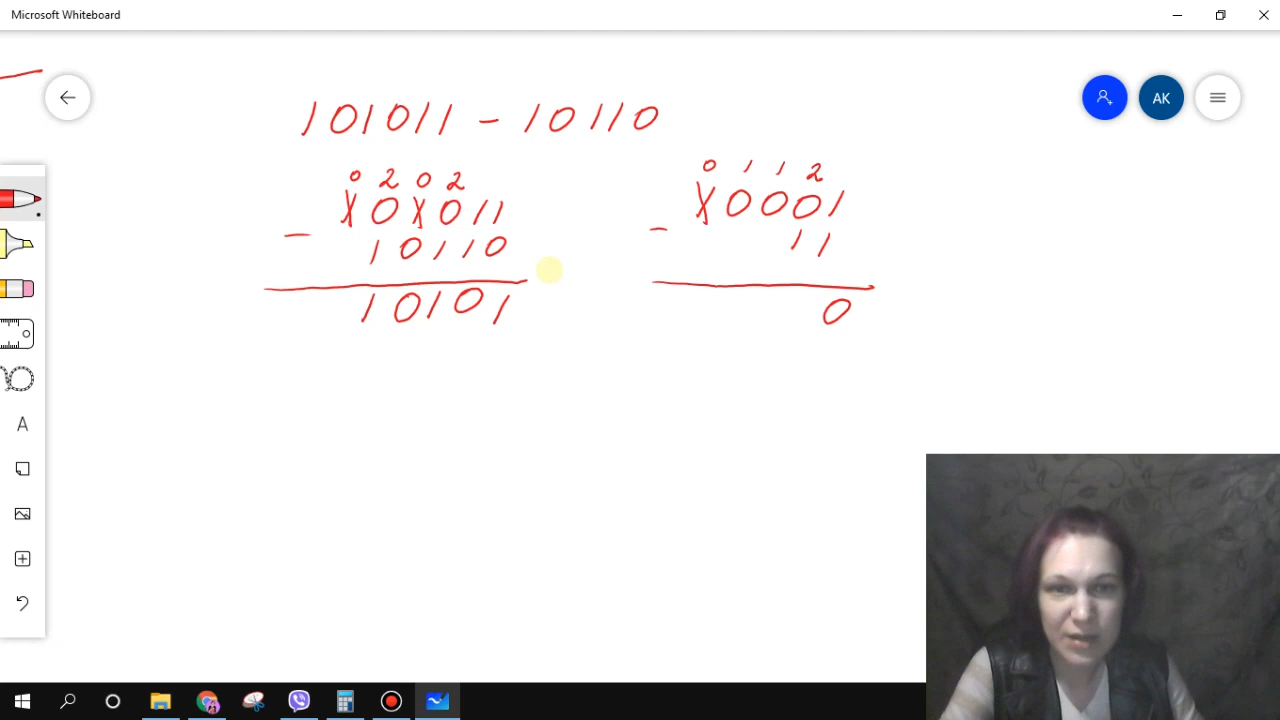 Microsoft Whiteboard
AK
101011 - 10110
0 2 0 2
101011
- 10110
10101
0 1 1 2
10001
- 11
0
A